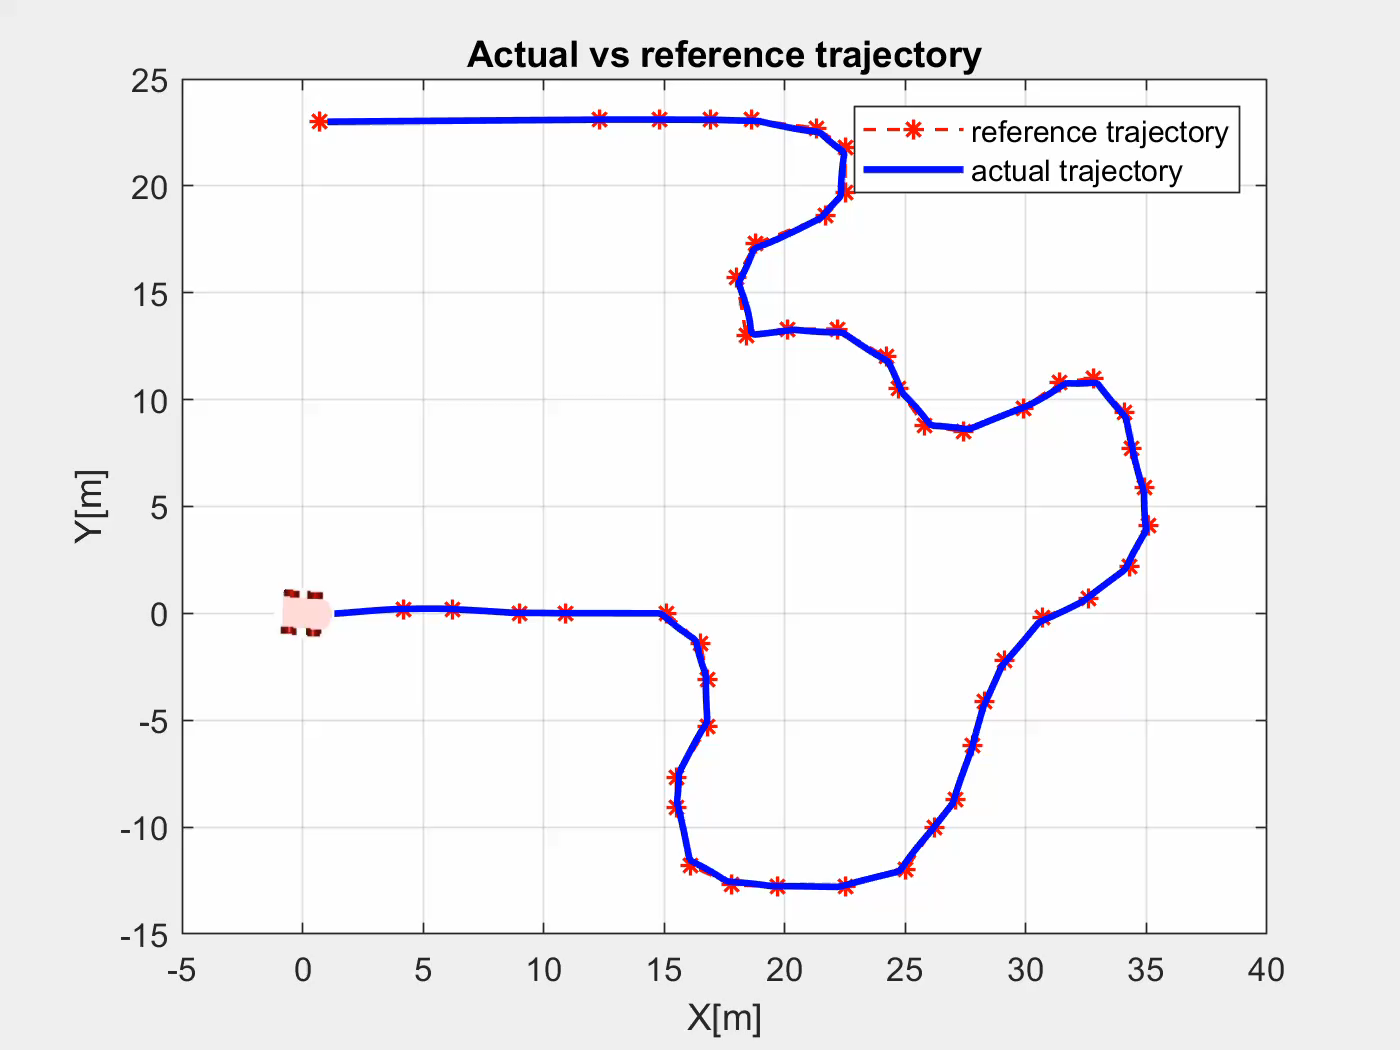 Actual vs reference trajectory
25
20
15
10
5
0
-5
-10
-15
Y[m]
reference trajectory
actual trajectory
-5 0 5 10 15 20 25 30 35 40
X[m]